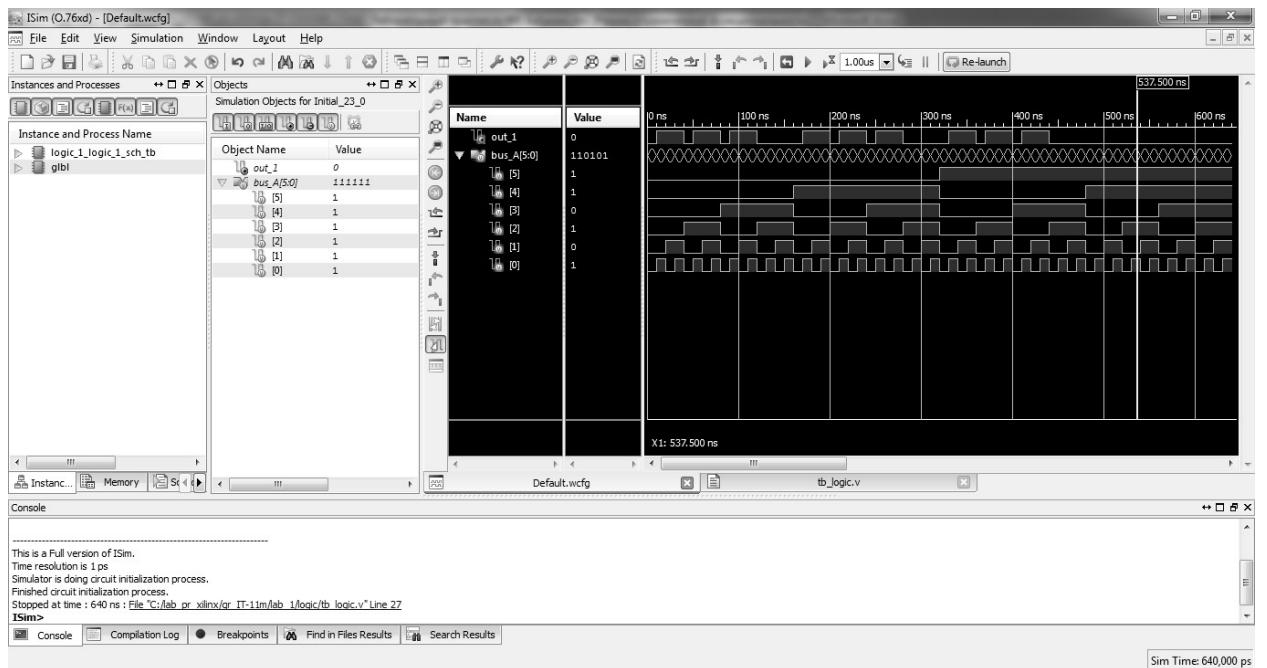 ISim (O.76xd) - [Default.wcfg]
File Edit View Simulation Window Layout Help
1.00us Re-launch
Instances and Processes
Instance and Process Name
logic_1_logic_1_sch_tb
glbl
Objects
Simulation Objects for Initial_23_0
Object Name Value
out_1 0
bus_A[5:0] 111111
[5] 1
[4] 1
[3] 1
[2] 1
[1] 1
[0] 1
Name Value
out_1 0
bus_A[5:0] 110101
[5] 1
[4] 1
[3] 0
[2] 1
[1] 0
[0] 1
537.500 ns
0 ns 100 ns 200 ns 300 ns 400 ns 500 ns 600 ns
X1: 537.500 ns
Instanc... Memory
Default.wcfg tb_logic.v
Console
This is a Full version of ISim.
Time resolution is 1 ps
Simulator is doing circuit initialization process.
Finished circuit initialization process.
Stopped at time : 640 ns : File "C:/lab_pr_xilinx/gr_IT-11m/lab_1/logic/tb_logic.v" Line 27
ISim>
Console Compilation Log Breakpoints Find in Files Results Search Results
Sim Time: 640,000 ps